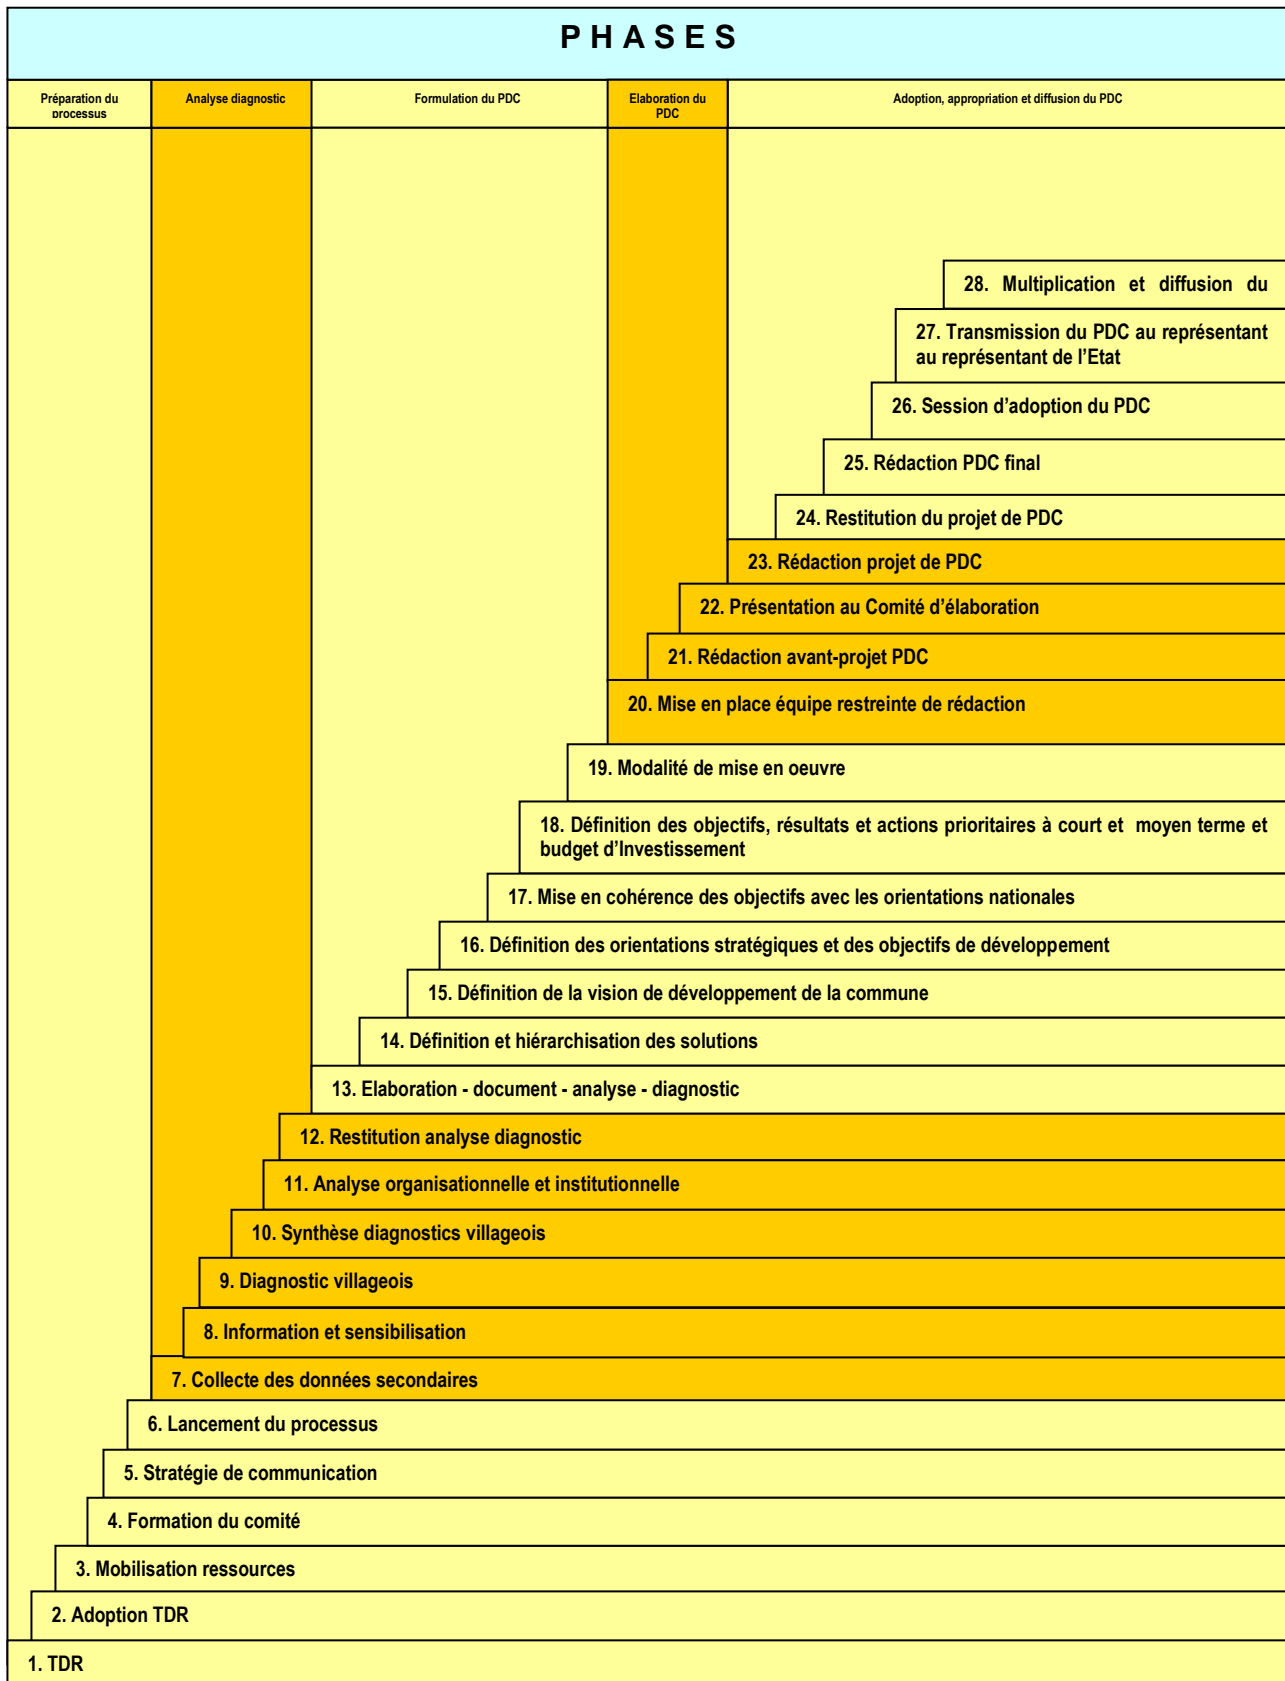 P H A S E S
Préparation du
processus
Analyse diagnostic
Formulation du PDC
Elaboration du
PDC
Adoption, appropriation et diffusion du PDC
28. Multiplication et diffusion du
27. Transmission du PDC au représentant
au représentant de l’Etat
26. Session d’adoption du PDC
25. Rédaction PDC final
24. Restitution du projet de PDC
23. Rédaction projet de PDC
22. Présentation au Comité d’élaboration
21. Rédaction avant-projet PDC
20. Mise en place équipe restreinte de rédaction
19. Modalité de mise en oeuvre
18. Définition des objectifs, résultats et actions prioritaires à court et moyen terme et
budget d’Investissement
17. Mise en cohérence des objectifs avec les orientations nationales
16. Définition des orientations stratégiques et des objectifs de développement
15. Définition de la vision de développement de la commune
14. Définition et hiérarchisation des solutions
13. Elaboration - document - analyse - diagnostic
12. Restitution analyse diagnostic
11. Analyse organisationnelle et institutionnelle
10. Synthèse diagnostics villageois
9. Diagnostic villageois
8. Information et sensibilisation
7. Collecte des données secondaires
6. Lancement du processus
5. Stratégie de communication
4. Formation du comité
3. Mobilisation ressources
2. Adoption TDR
1. TDR